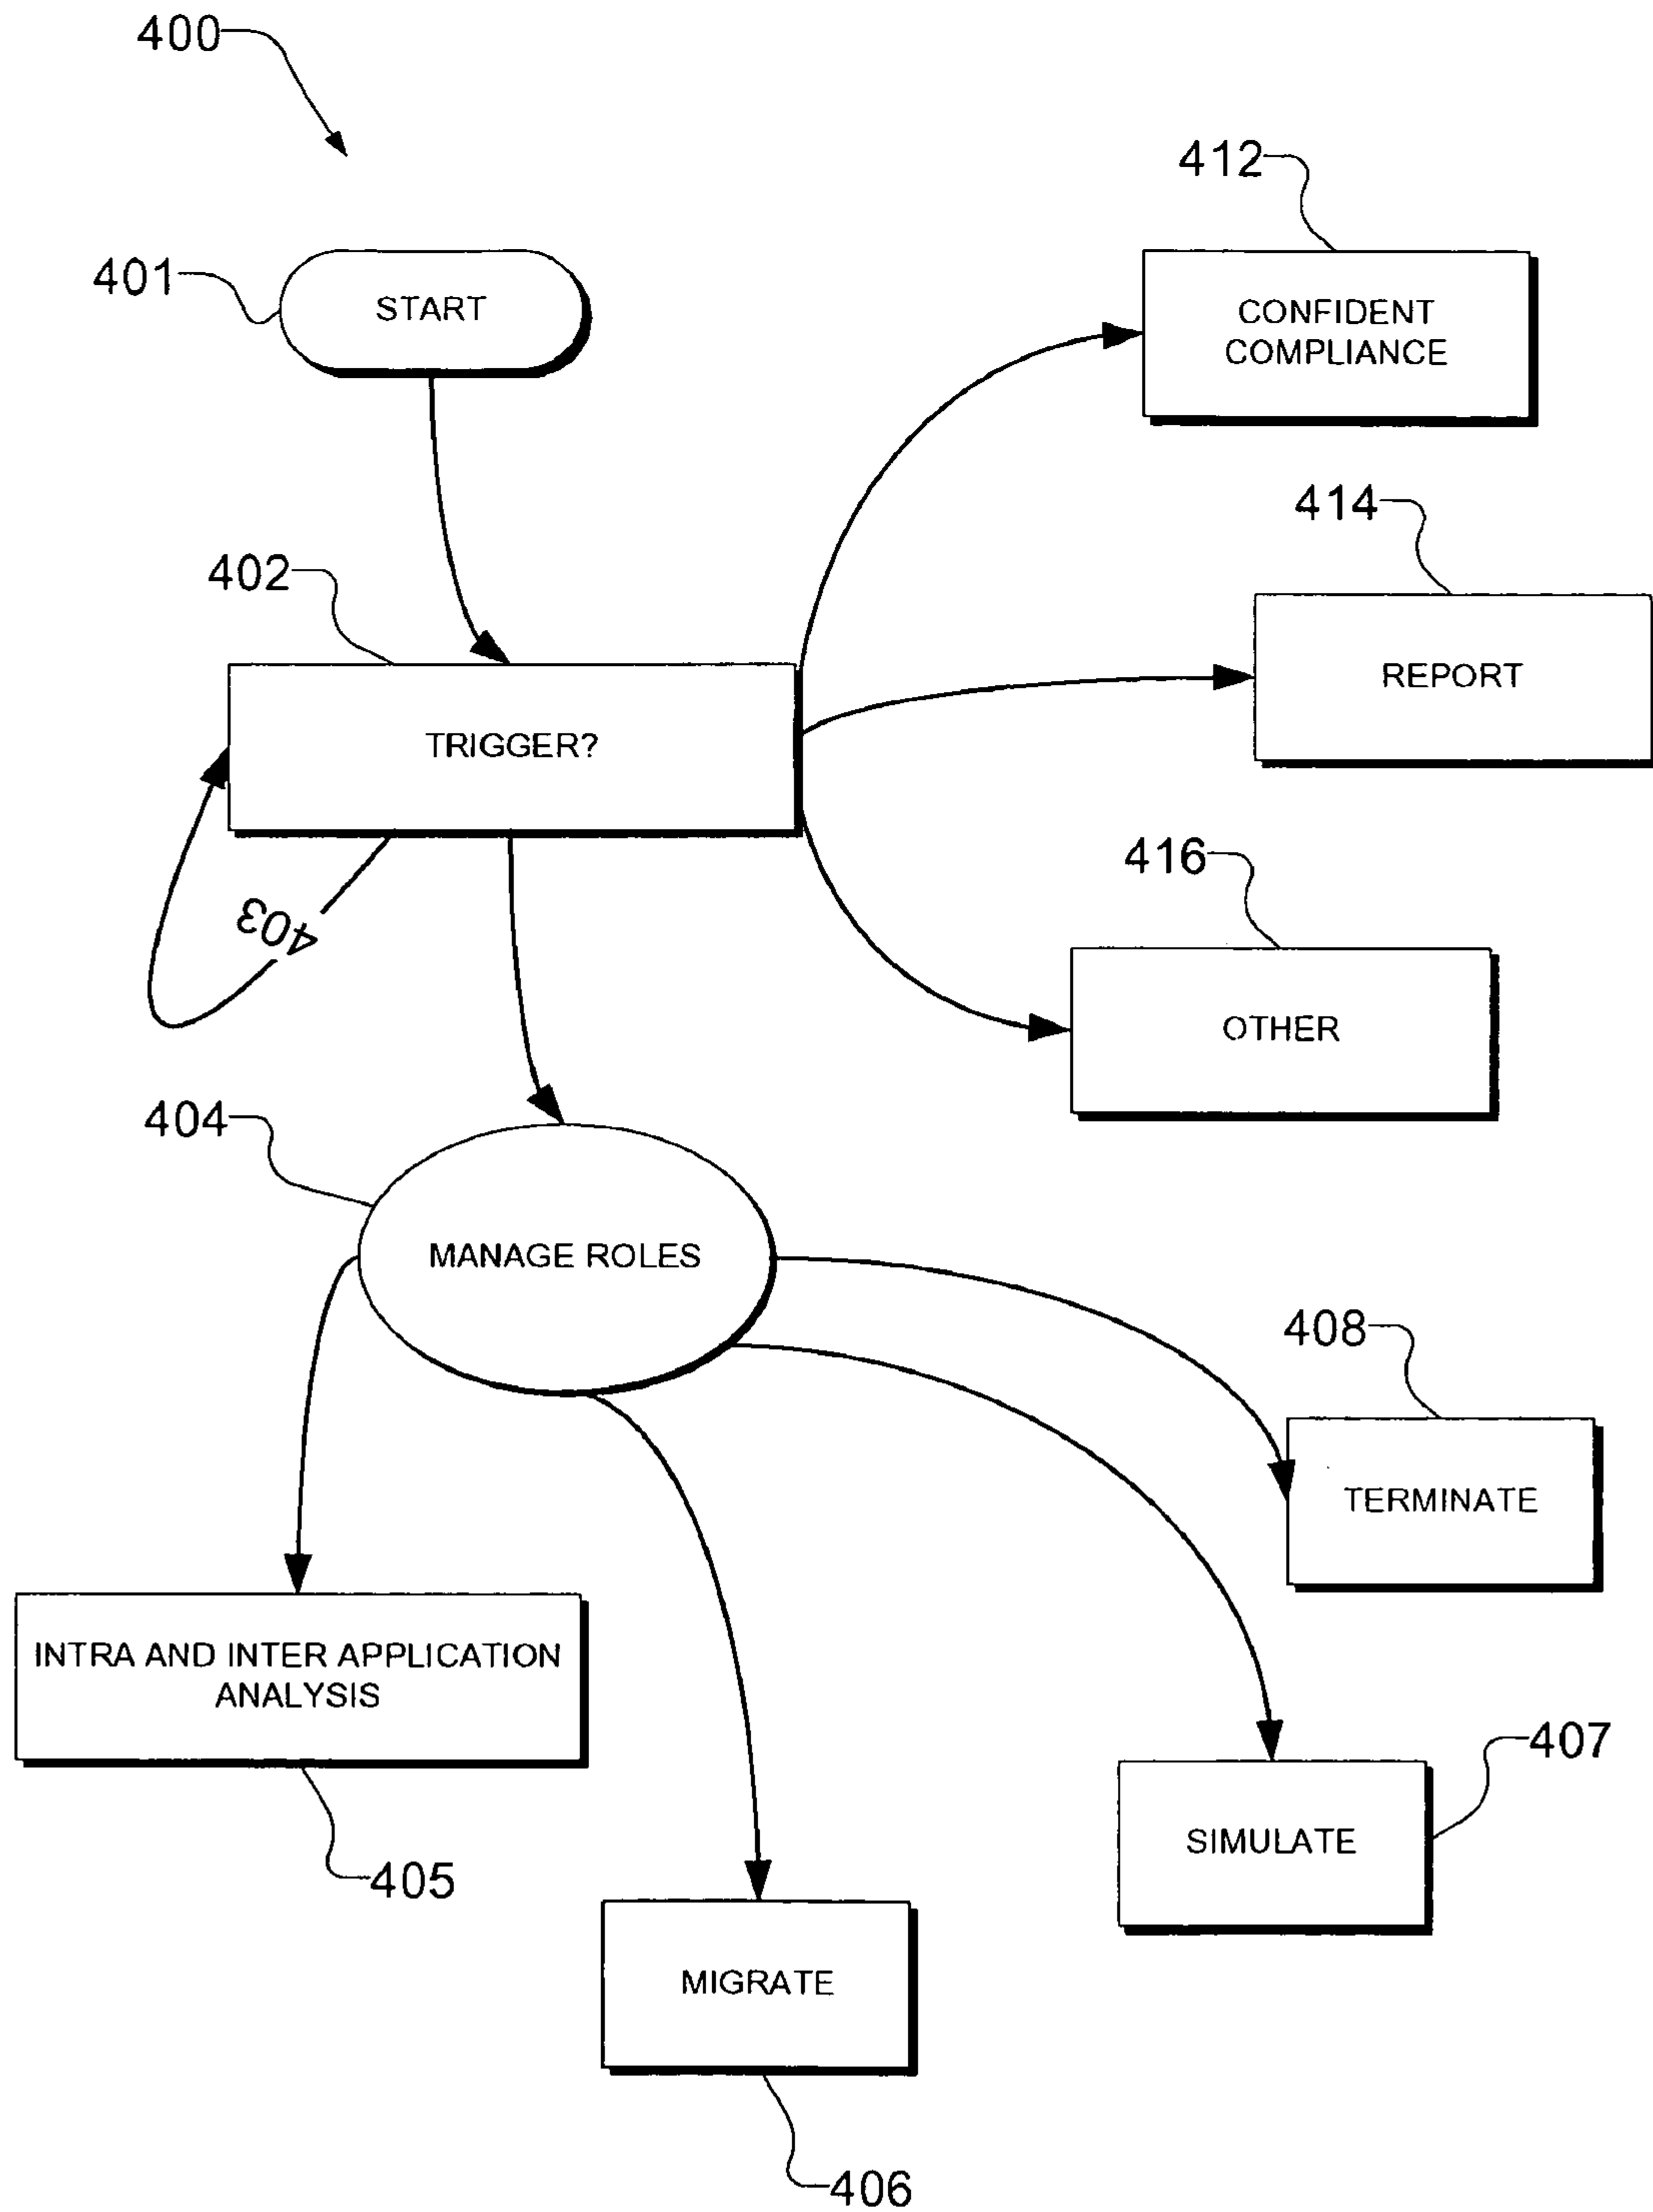 400
412
401
START
CONFIDENT
COMPLIANCE
414
402
REPORT
TRIGGER?
416
403
OTHER
404
MANAGE ROLES
408
TERMINATE
INTRA AND INTER APPLICATION
ANALYSIS
407
SIMULATE
405
MIGRATE
406